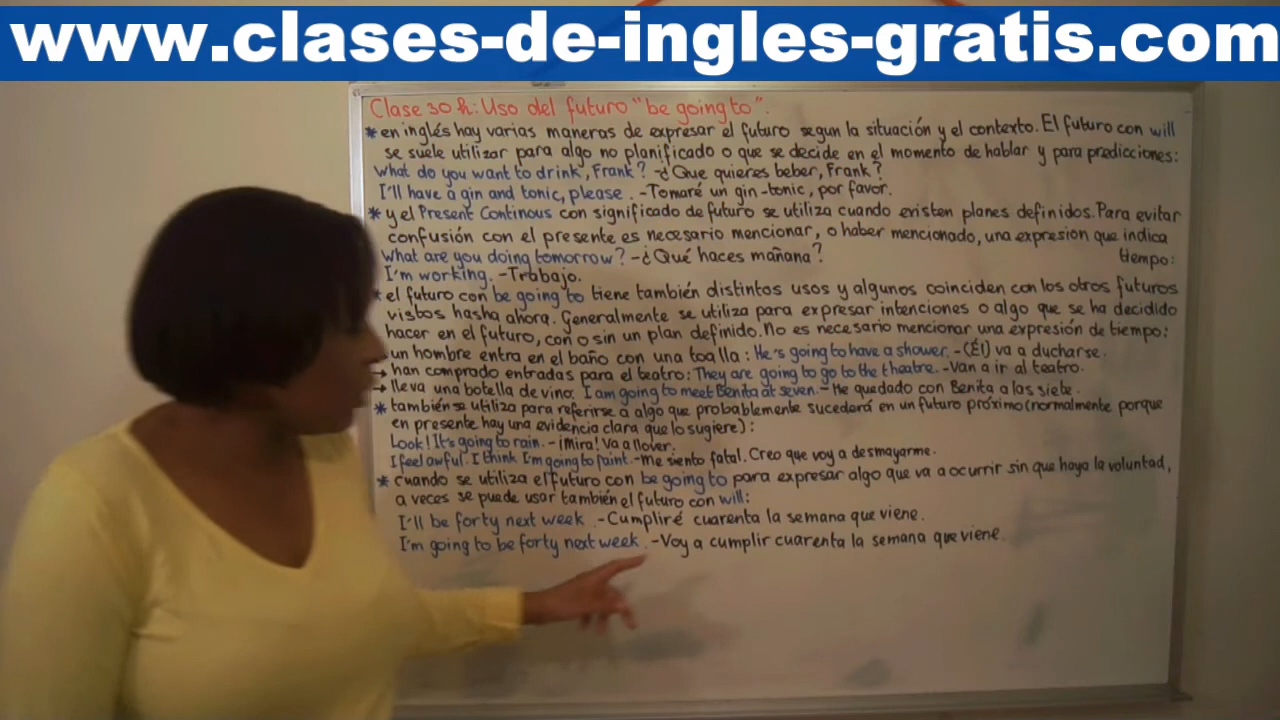 www.clases-de-ingles-gratis.com
Clase 30 h: Uso del futuro "be going to".
* en inglés hay varias maneras de expresar el futuro segun la situación y el contexto. El futuro con will
se suele utilizar para algo no planificado o que se decide en el momento de hablar y para predicciones:
What do you want to drink, Frank? -¿Que quieres beber, Frank?
I'll have a gin and tonic, please. -Tomaré un gin-tonic, por favor.
* y el Present Continous con significado de futuro se utiliza cuando existen planes definidos. Para evitar
confusión con el presente es necesario mencionar, o haber mencionado, una expresion que indica
tiempo:
What are you doing tomorrow? -¿Qué haces mañana?
I'm working. -Trabajo.
* el futuro con be going to tiene también distintos usos y algunos coinciden con los otros futuros
vistos hasha ahora. Generalmente se utiliza para expresar intenciones o algo que se ha decidido
hacer en el futuro, con o sin un plan definido. No es necesario mencionar una expresión de tiempo:
un hombre entra en el baño con una toalla: He's going to have a shower. -(Él) va a ducharse.
→ han comprado entradas para el teatro: They are going to go to the theatre. -Van a ir al teatro.
→ lleva una botella de vino: I am going to meet Benita at seven. -He quedado con Benita a las siete.
* también se utiliza para referirse a algo que probablemente sucederá en un futuro próximo (normalmente porque
en presente hay una evidencia clara que lo sugiere):
Look! It's going to rain. -¡Mira! Va a llover.
I feel awful. I think I'm going to faint. -Me siento fatal. Creo que voy a desmayarme.
* cuando se utiliza el futuro con be going to para expresar algo que va a ocurrir sin que haya la voluntad,
a veces se puede usar también el futuro con will:
I'll be forty next week. -Cumpliré cuarenta la semana que viene.
I'm going to be forty next week. -Voy a cumplir cuarenta la semana que viene.